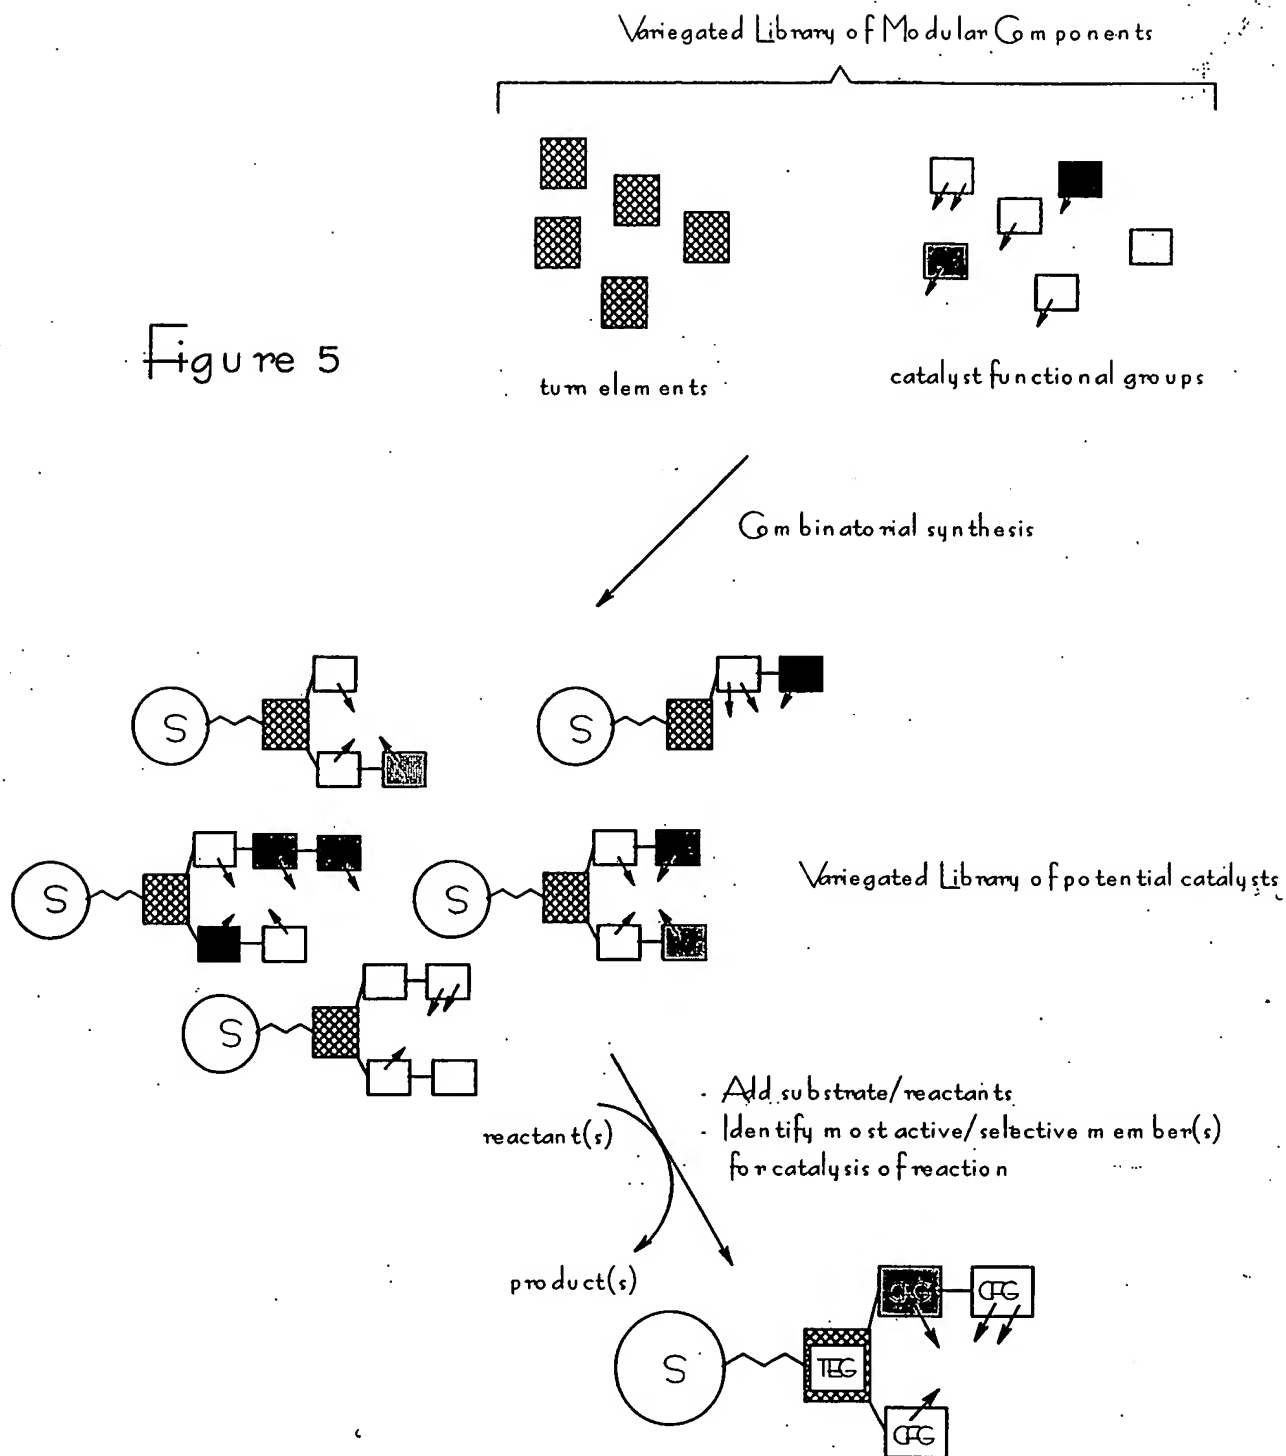 Variegated Library of Modular Components
Figure 5
turn elements
catalyst functional groups
Combinatorial synthesis
S
S
S
S
Variegated Library of potential catalysts
S
reactant(s)
- Add substrate/reactants
- Identify most active/selective member(s)
for catalysis of reaction
product(s)
CFG
CFG
S
TEG
CFG